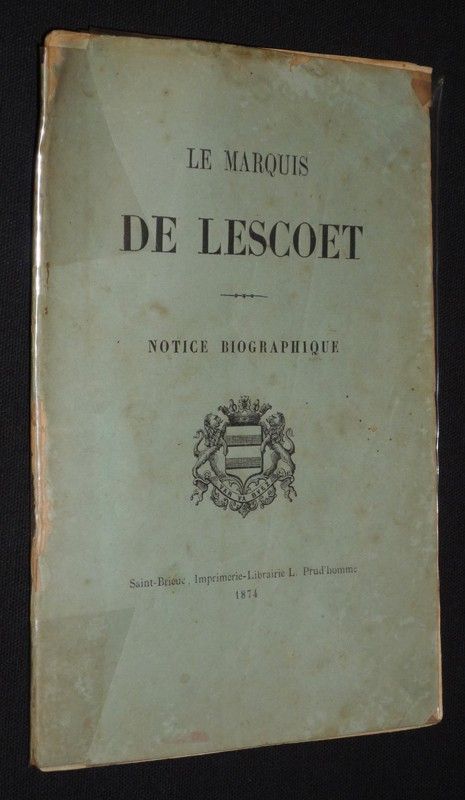 LE MARQUIS
DE LESCOET
NOTICE BIOGRAPHIQUE
Saint-Brieuc, Imprimerie-Librairie L. Prud'homme
1874